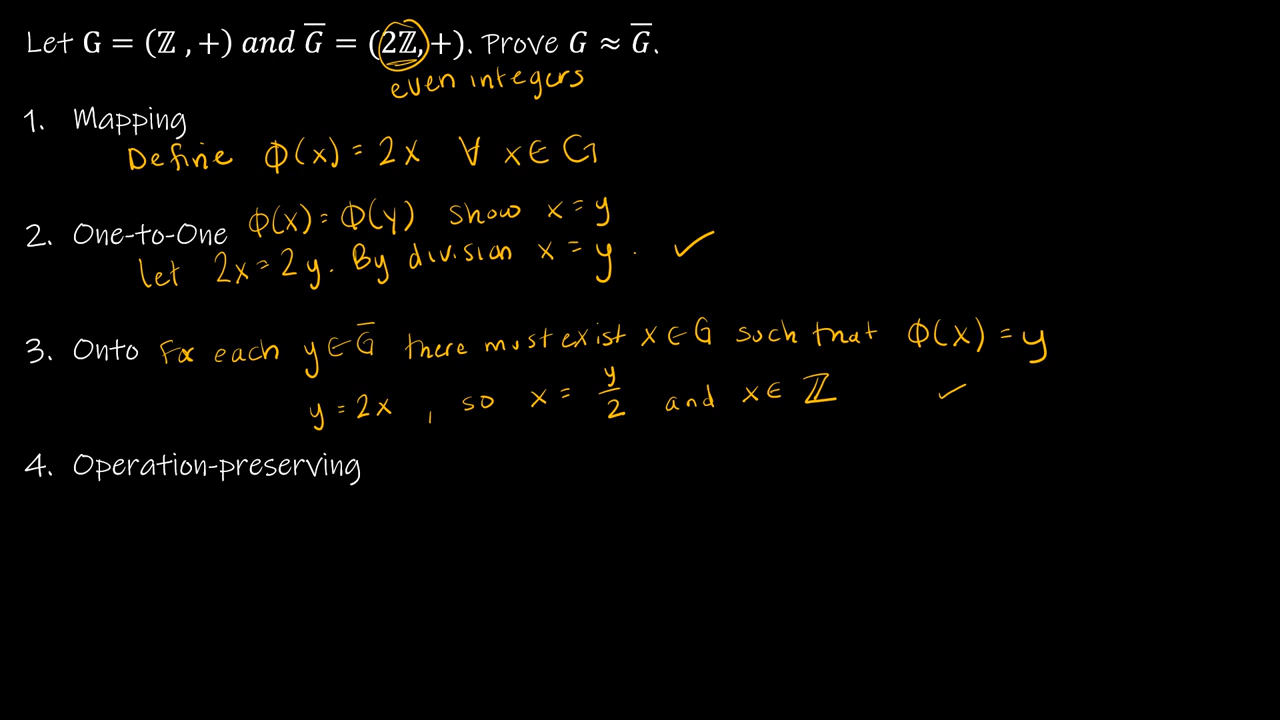 Let G = (ℤ , +) and G̅ = (2ℤ, +). Prove G ≈ G̅.
even integers
1. Mapping
Define Φ(x) = 2x ∀ x ∈ G
2. One-to-One Φ(x) = Φ(y) show x = y
Let 2x = 2y. By division x = y. ✓
3. Onto For each y ∈ G̅ there must exist x ∈ G such that Φ(x) = y
y = 2x, so x = y/2 and x ∈ ℤ ✓
4. Operation-preserving